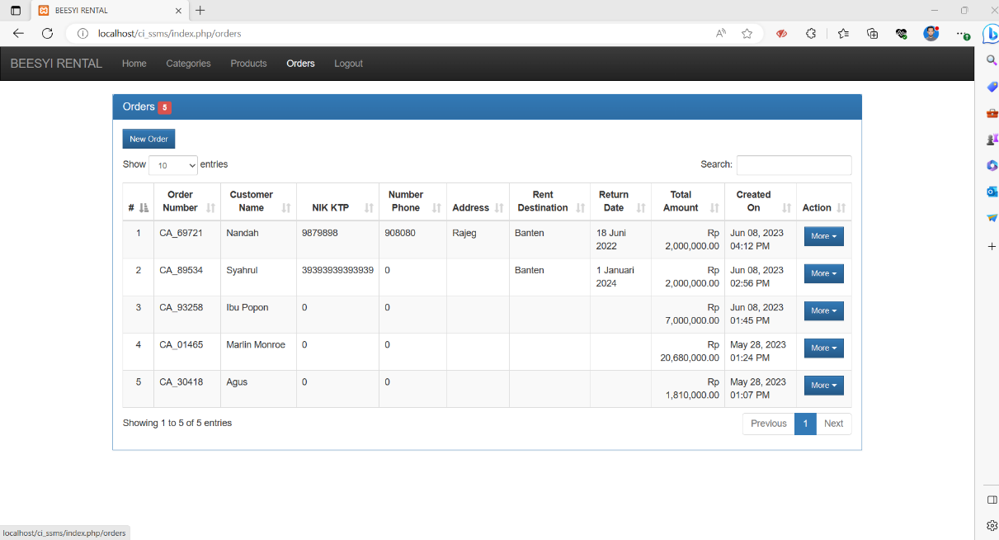 BEESYI RENTAL
localhost/ci_ssms/index.php/orders
BEESYI RENTAL Home Categories Products Orders Logout
Orders 5
New Order
Show 10 entries Search:
# Order Number Customer Name NIK KTP Number Phone Address Rent Destination Return Date Total Amount Created On Action
1 CA_69721 Nandah 9879898 908080 Rajeg Banten 18 Juni 2022 Rp 2,000,000.00 Jun 08, 2023 04:12 PM More
2 CA_89534 Syahrul 39393939393939 0 Banten 1 Januari 2024 Rp 2,000,000.00 Jun 08, 2023 02:56 PM More
3 CA_93258 Ibu Popon 0 0 Rp 7,000,000.00 Jun 08, 2023 01:45 PM More
4 CA_01465 Marlin Monroe 0 0 Rp 20,680,000.00 May 28, 2023 01:24 PM More
5 CA_30418 Agus 0 0 Rp 1,810,000.00 May 28, 2023 01:07 PM More
Showing 1 to 5 of 5 entries Previous 1 Next
localhost/ci_ssms/index.php/orders